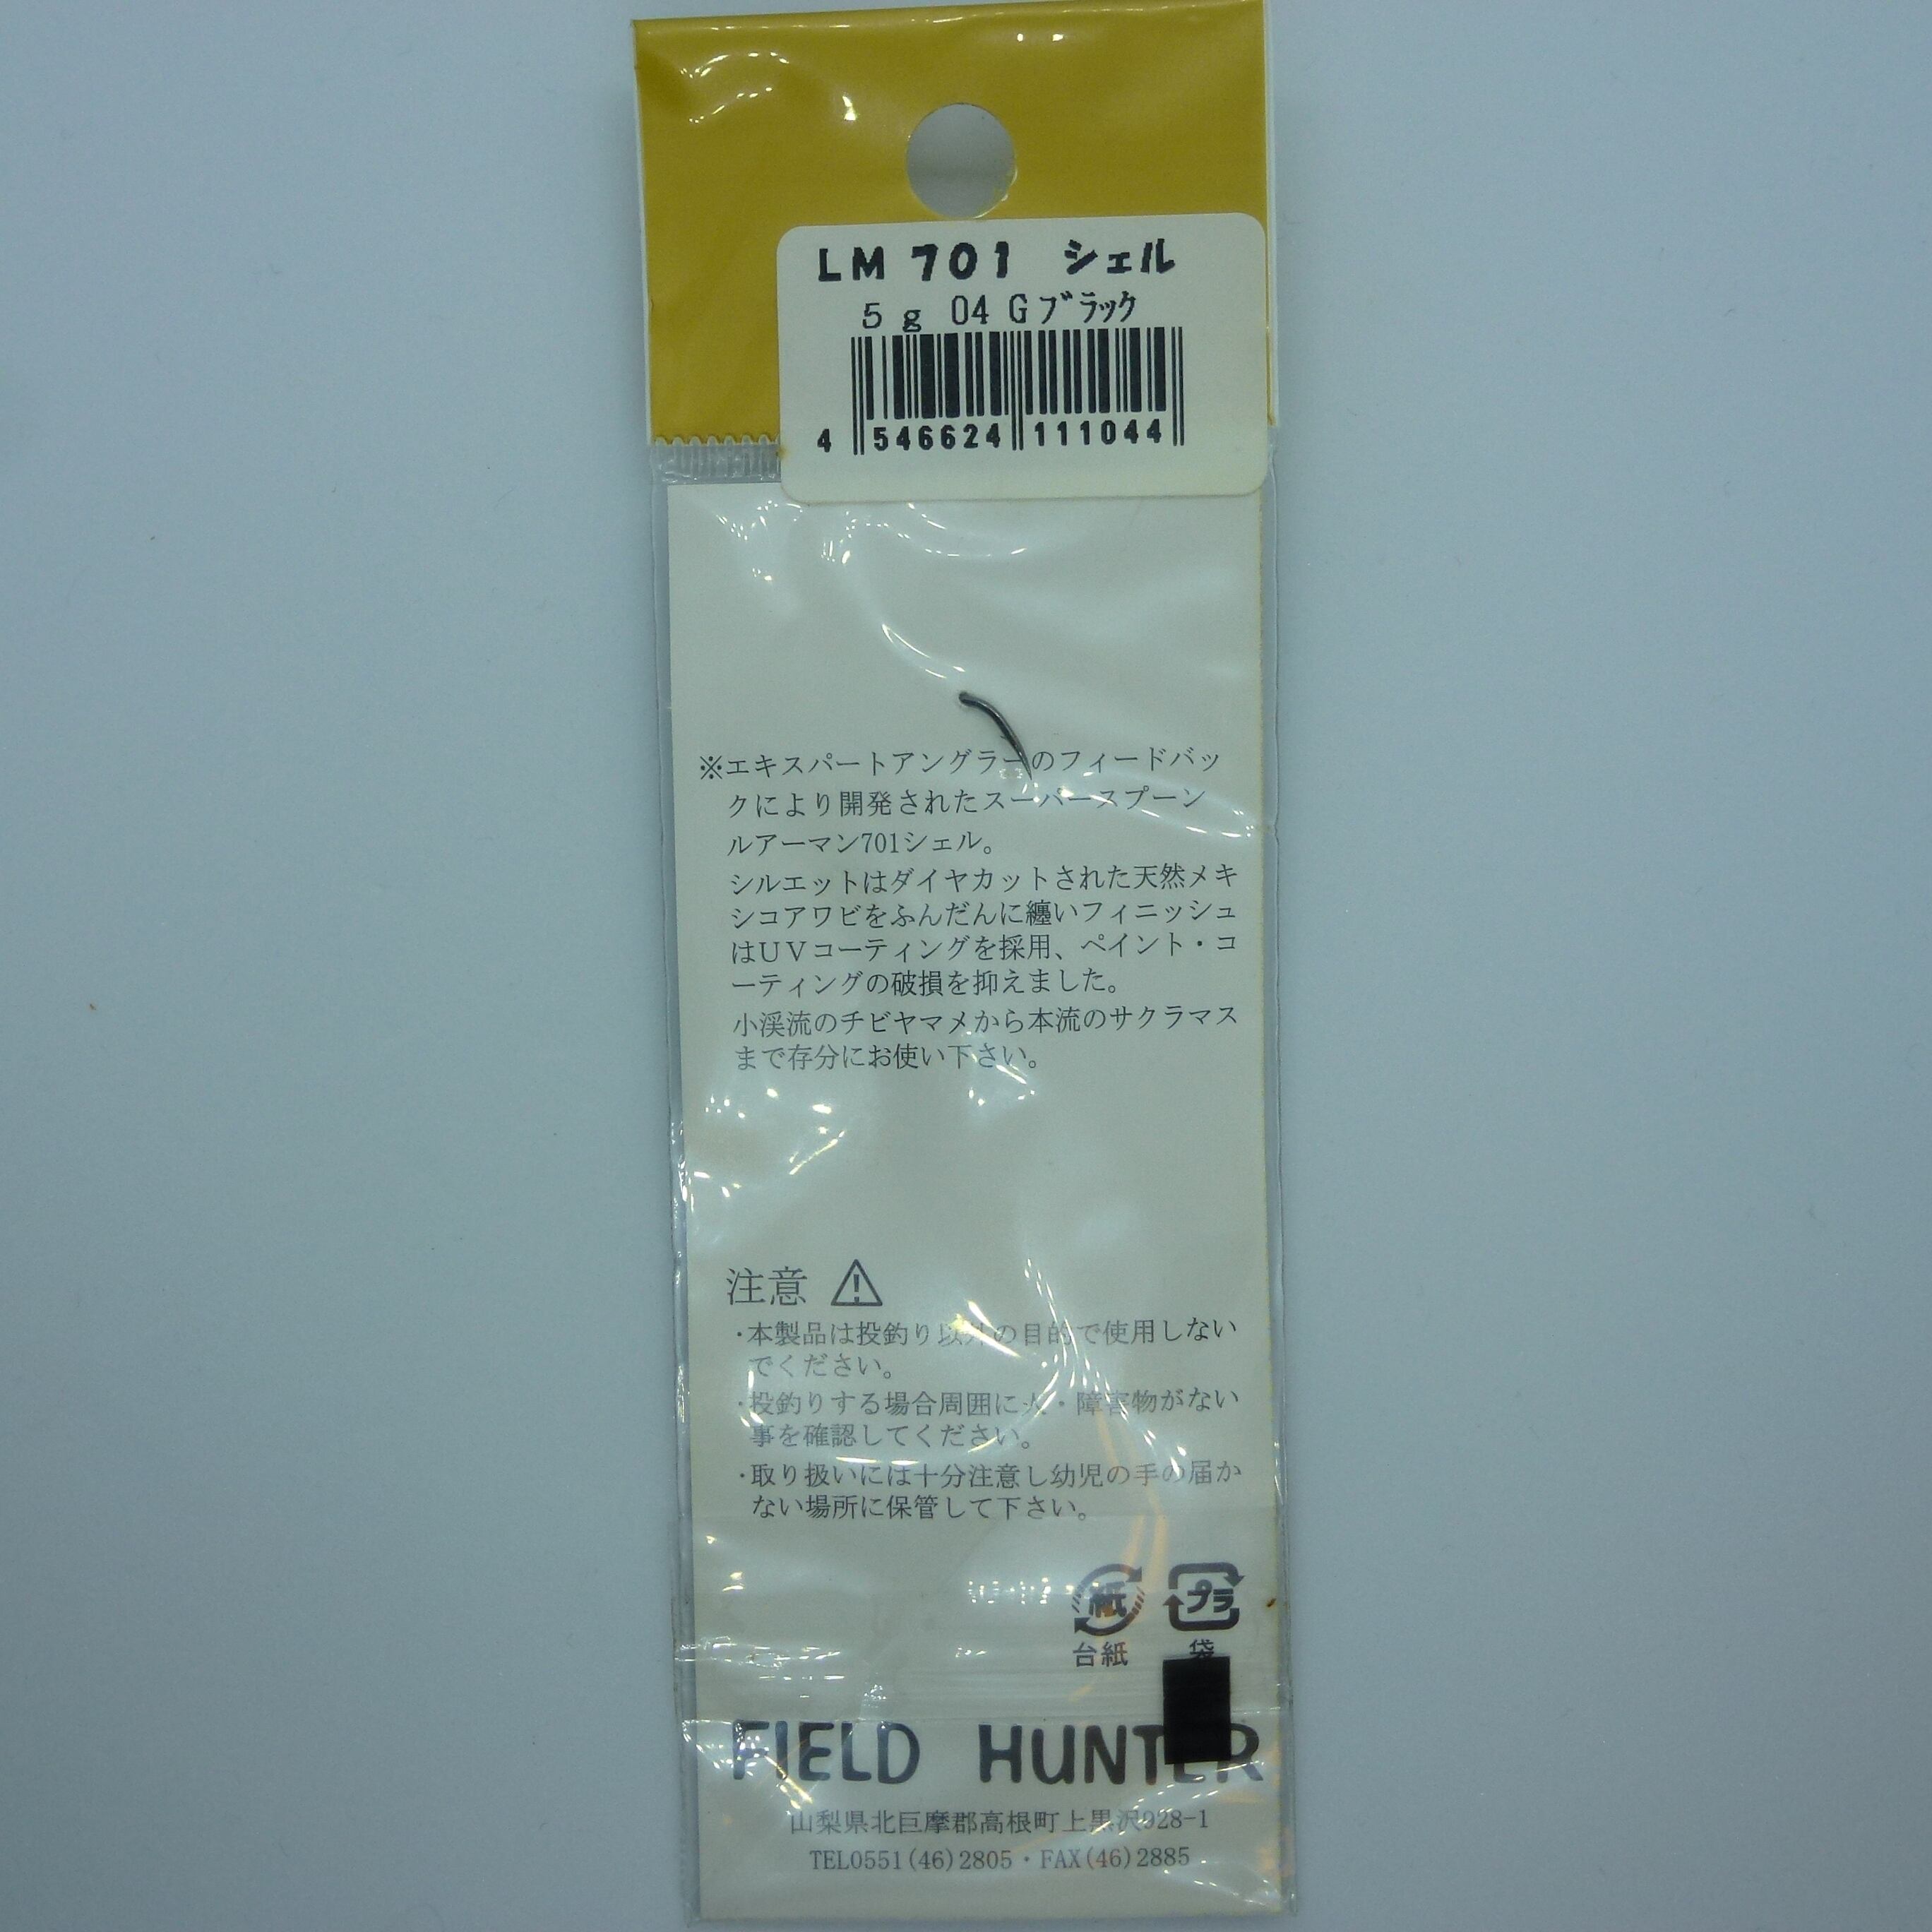 LM 701 シェル
5g 04 Gブラック
4 546624 111044
※エキスパートアングラーのフィードバッ
クにより開発されたスーパースプーン
ルアーマン701シェル。
シルエットはダイヤカットされた天然メキ
シコアワビをふんだんに纏いフィニッシュ
はUVコーティングを採用、ペイント・コ
ーティングの破損を抑えました。
小渓流のチビヤマメから本流のサクラマス
まで存分にお使い下さい。
注意
・本製品は投釣り以外の目的で使用しない
でください。
・投釣りする場合周囲に人・障害物がない
事を確認してください。
・取り扱いには十分注意し幼児の手の届か
ない場所に保管して下さい。
紙 プラ
台紙 袋
FIELD HUNTER
山梨県北巨摩郡高根町上黒沢928-1
TEL0551(46)2805・FAX(46)2885